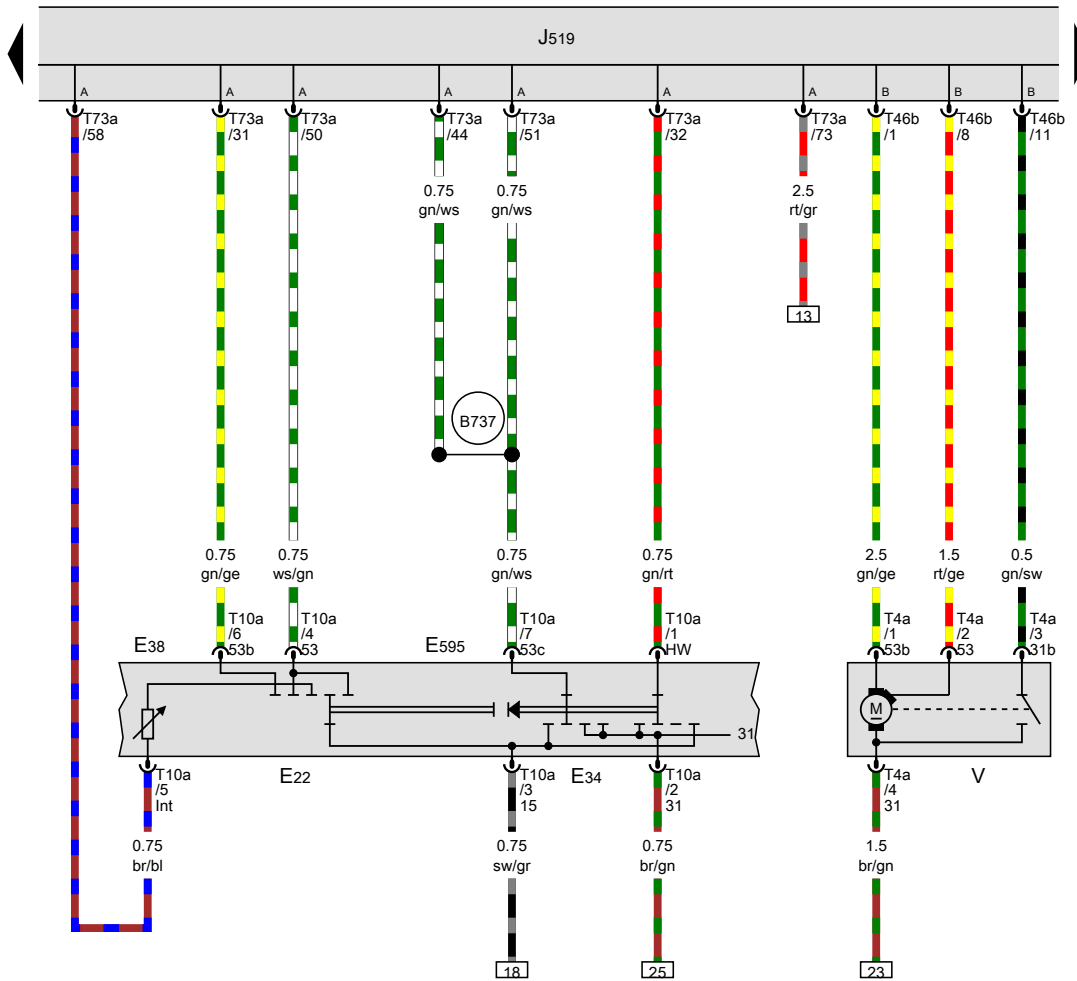 J519
A A A A A A A B B B
T73a T73a T73a T73a T73a T73a T73a T46b T46b T46b
/58 /31 /50 /44 /51 /32 /73 /1 /8 /11
0.75 0.75 2.5
gn/ws gn/ws rt/gr
13
B737
0.75 0.75 0.75 0.75 2.5 1.5 0.5
gn/ge ws/gn gn/ws gn/rt gn/ge rt/ge gn/sw
T10a T10a T10a T10a T4a T4a T4a
/6 /4 /7 /1 /1 /2 /3
E38 53b 53 E595 53c HW 53b 53 31b
M
31
E22 E34 V
T10a T10a T10a T4a
/5 /3 /2 /4
Int 15 31 31
0.75 0.75 0.75 1.5
br/bl sw/gr br/gn br/gn
18 25 23